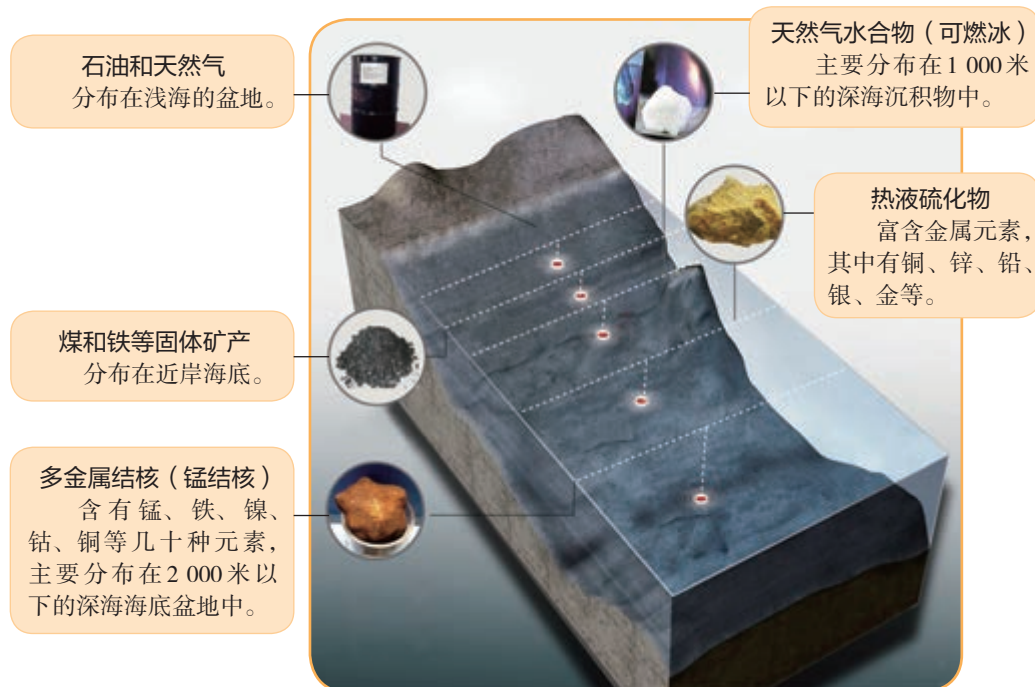 石油和天然气
分布在浅海的盆地。
天然气水合物（可燃冰）
主要分布在1 000米
以下的深海沉积物中。
热液硫化物
富含金属元素，
其中有铜、锌、铅、
银、金等。
煤和铁等固体矿产
分布在近岸海底。
多金属结核（锰结核）
含有锰、铁、镍、
钴、铜等几十种元素，
主要分布在2 000米以
下的深海海底盆地中。